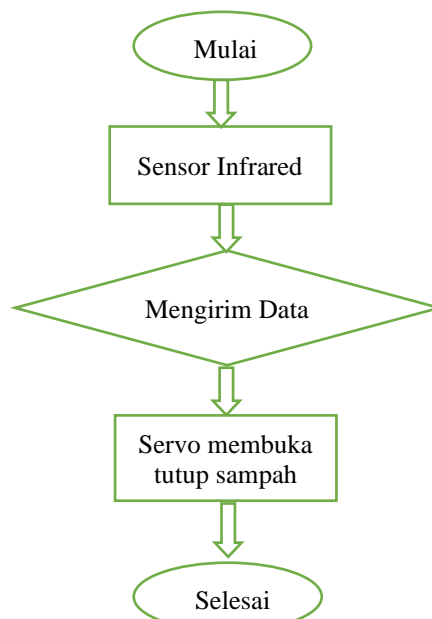 Mulai
Sensor Infrared
Mengirim Data
Servo membuka
tutup sampah
Selesai